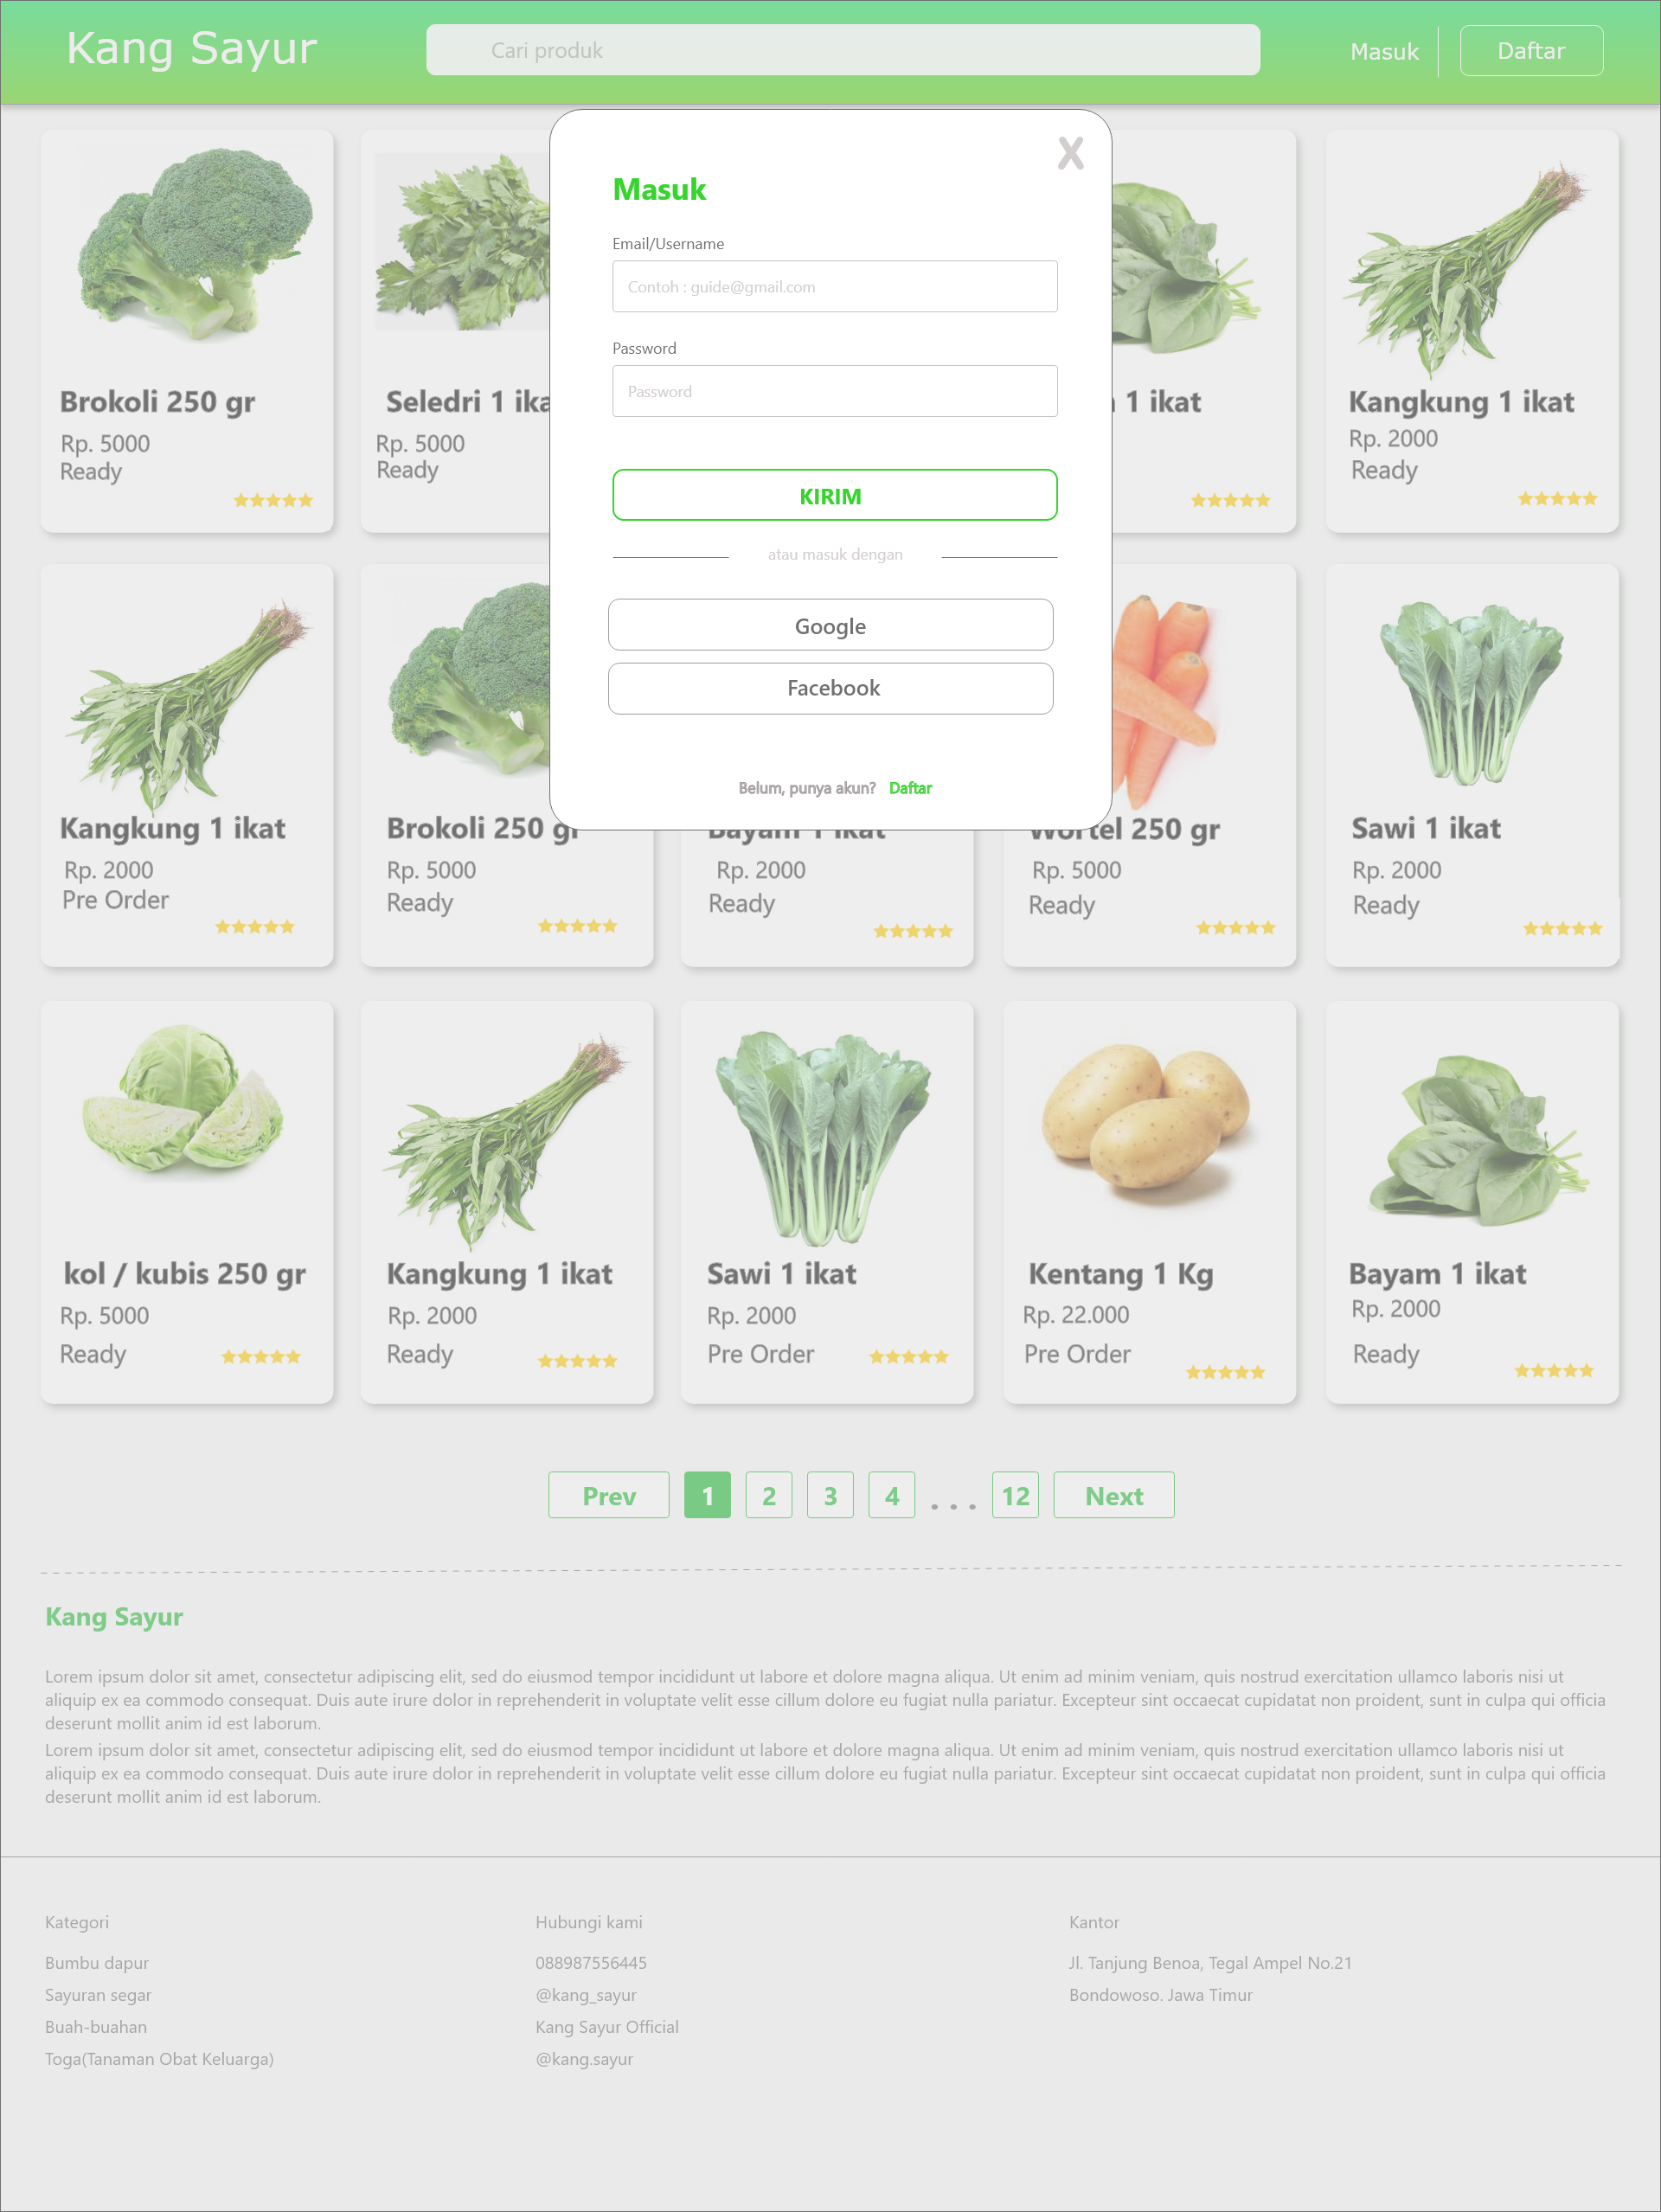 Kang Sayur
Cari produk
Masuk
Daftar
X
Masuk
Email/Username
Contoh : guide@gmail.com
Password
Password
KIRIM
atau masuk dengan
Google
Facebook
Belum, punya akun? Daftar
Brokoli 250 gr
Rp. 5000
Ready
Seledri 1
Rp. 5000
Ready
1 ikat
Kangkung 1 ikat
Rp. 2000
Ready
Kangkung 1 ikat
Rp. 2000
Pre Order
Brokoli 250 gr
Rp. 5000
Ready
Bayam 1 ikat
Rp. 2000
Ready
Wortel 250 gr
Rp. 5000
Ready
Sawi 1 ikat
Rp. 2000
Ready
kol / kubis 250 gr
Rp. 5000
Ready
Kangkung 1 ikat
Rp. 2000
Ready
Sawi 1 ikat
Rp. 2000
Pre Order
Kentang 1 Kg
Rp. 22.000
Pre Order
Bayam 1 ikat
Rp. 2000
Ready
Prev 1 2 3 4 . . . 12 Next
Kang Sayur
Lorem ipsum dolor sit amet, consectetur adipiscing elit, sed do eiusmod tempor incididunt ut labore et dolore magna aliqua. Ut enim ad minim veniam, quis nostrud exercitation ullamco laboris nisi ut
aliquip ex ea commodo consequat. Duis aute irure dolor in reprehenderit in voluptate velit esse cillum dolore eu fugiat nulla pariatur. Excepteur sint occaecat cupidatat non proident, sunt in culpa qui officia
deserunt mollit anim id est laborum.
Lorem ipsum dolor sit amet, consectetur adipiscing elit, sed do eiusmod tempor incididunt ut labore et dolore magna aliqua. Ut enim ad minim veniam, quis nostrud exercitation ullamco laboris nisi ut
aliquip ex ea commodo consequat. Duis aute irure dolor in reprehenderit in voluptate velit esse cillum dolore eu fugiat nulla pariatur. Excepteur sint occaecat cupidatat non proident, sunt in culpa qui officia
deserunt mollit anim id est laborum.
Kategori
Bumbu dapur
Sayuran segar
Buah-buahan
Toga(Tanaman Obat Keluarga)
Hubungi kami
088987556445
@kang_sayur
Kang Sayur Official
@kang.sayur
Kantor
Jl. Tanjung Benoa, Tegal Ampel No.21
Bondowoso. Jawa Timur